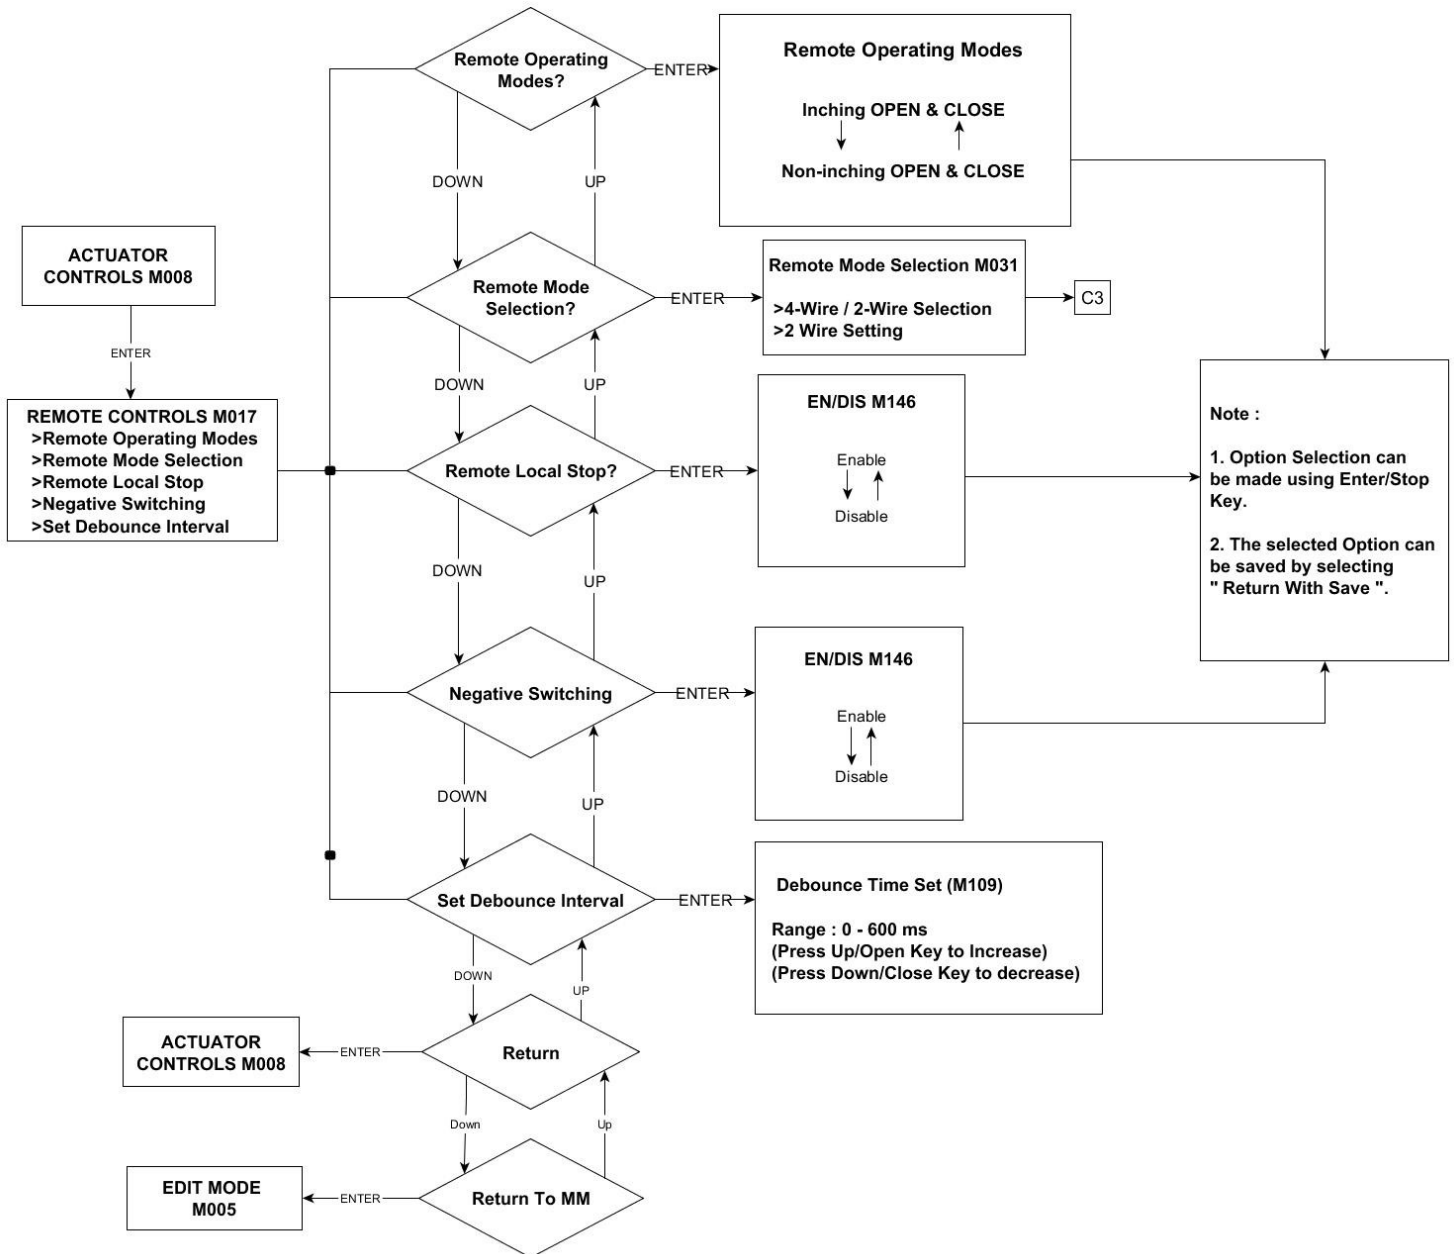 Remote Operating
Modes?
ENTER
Remote Operating Modes
Inching OPEN & CLOSE
Non-inching OPEN & CLOSE
DOWN
UP
ACTUATOR
CONTROLS M008
ENTER
Remote Mode
Selection?
ENTER
Remote Mode Selection M031
>4-Wire / 2-Wire Selection
>2 Wire Setting
C3
DOWN
UP
REMOTE CONTROLS M017
>Remote Operating Modes
>Remote Mode Selection
>Remote Local Stop
>Negative Switching
>Set Debounce Interval
Remote Local Stop?
ENTER
EN/DIS M146
Enable
Disable
Note :
1. Option Selection can
be made using Enter/Stop
Key.
2. The selected Option can
be saved by selecting
" Return With Save ".
DOWN
UP
Negative Switching
ENTER
EN/DIS M146
Enable
Disable
DOWN
UP
Set Debounce Interval
ENTER
Debounce Time Set (M109)
Range : 0 - 600 ms
(Press Up/Open Key to Increase)
(Press Down/Close Key to decrease)
DOWN
UP
ACTUATOR
CONTROLS M008
ENTER
Return
Down
Up
EDIT MODE
M005
ENTER
Return To MM